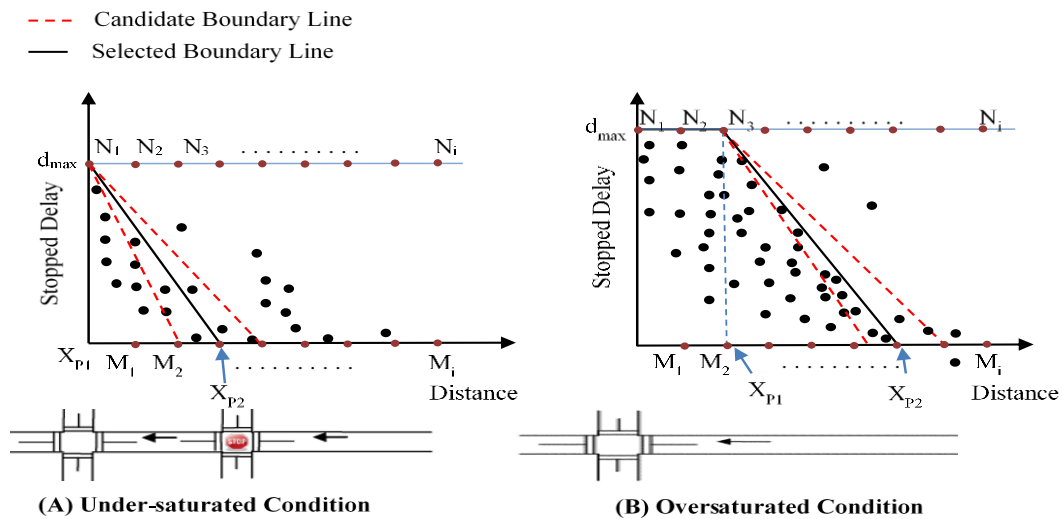 Candidate Boundary Line
Selected Boundary Line
N1 N2 N3 . . . . . . . . . . . . Ni
dmax
Stopped Delay
XP1
M1 M2 . . . . . . . . . . . . Mi
XP2
Distance
STOP
(A) Under-saturated Condition
N1 N2 N3 . . . . . . . . . . . . Ni
dmax
Stopped Delay
M1 M2 . . . . . . . . . . . . Mi
XP1
XP2
Distance
(B) Oversaturated Condition